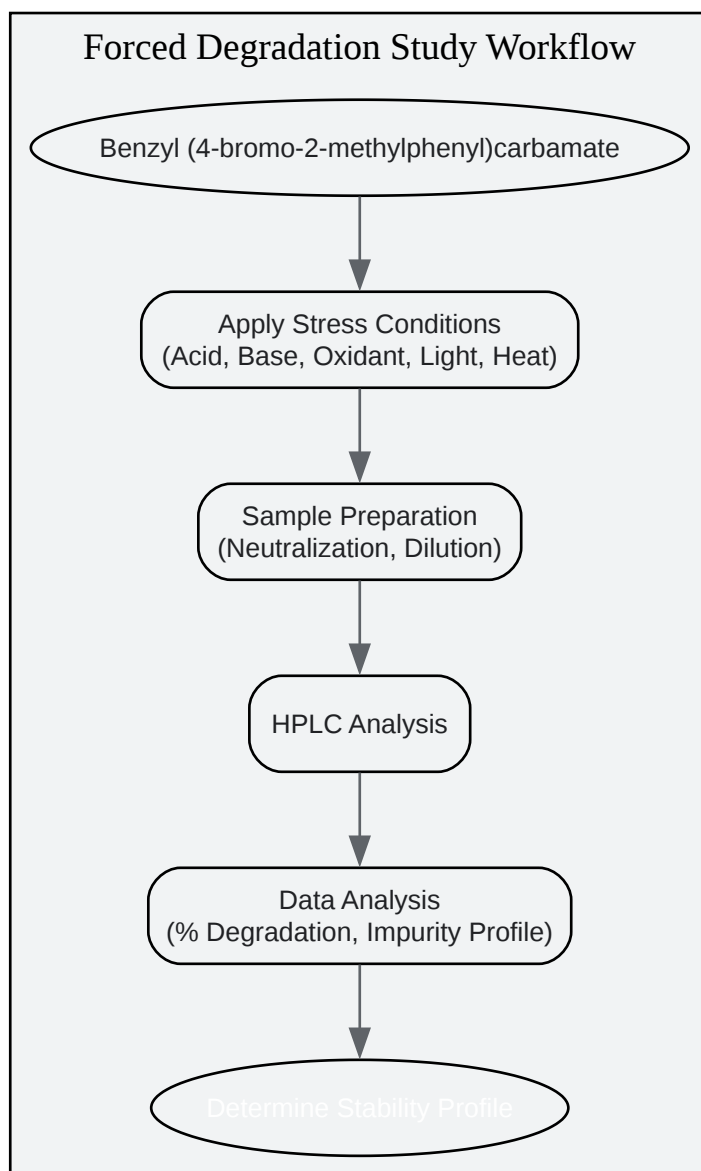 Forced Degradation Study Workflow
Benzyl (4-bromo-2-methylphenyl)carbamate
Apply Stress Conditions
(Acid, Base, Oxidant, Light, Heat)
Sample Preparation
(Neutralization, Dilution)
HPLC Analysis
Data Analysis
(% Degradation, Impurity Profile)
Determine Stability Profile